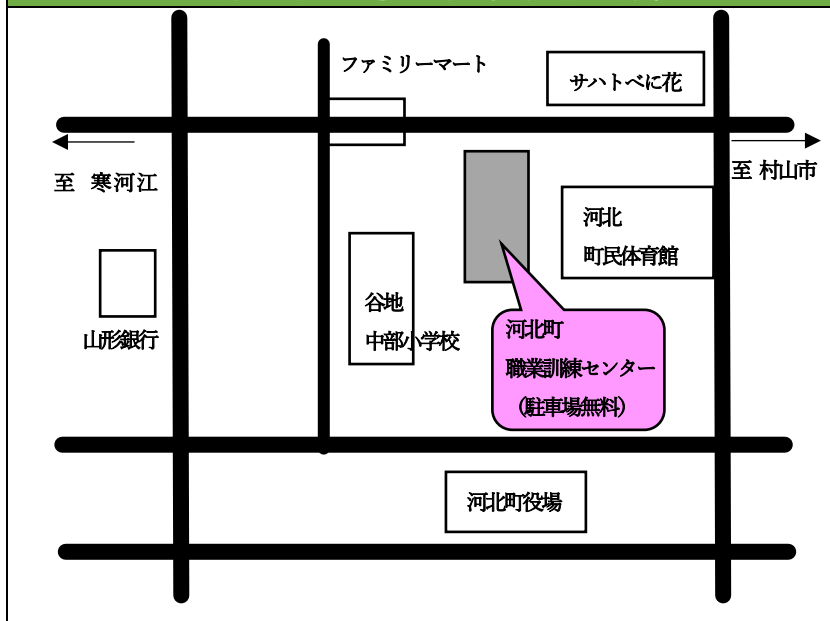 ファミリーマート
サハトべに花
至 寒河江
至 村山市
河北
町民体育館
谷地
中部小学校
山形銀行
河北町
職業訓練センター
(駐車場無料)
河北町役場